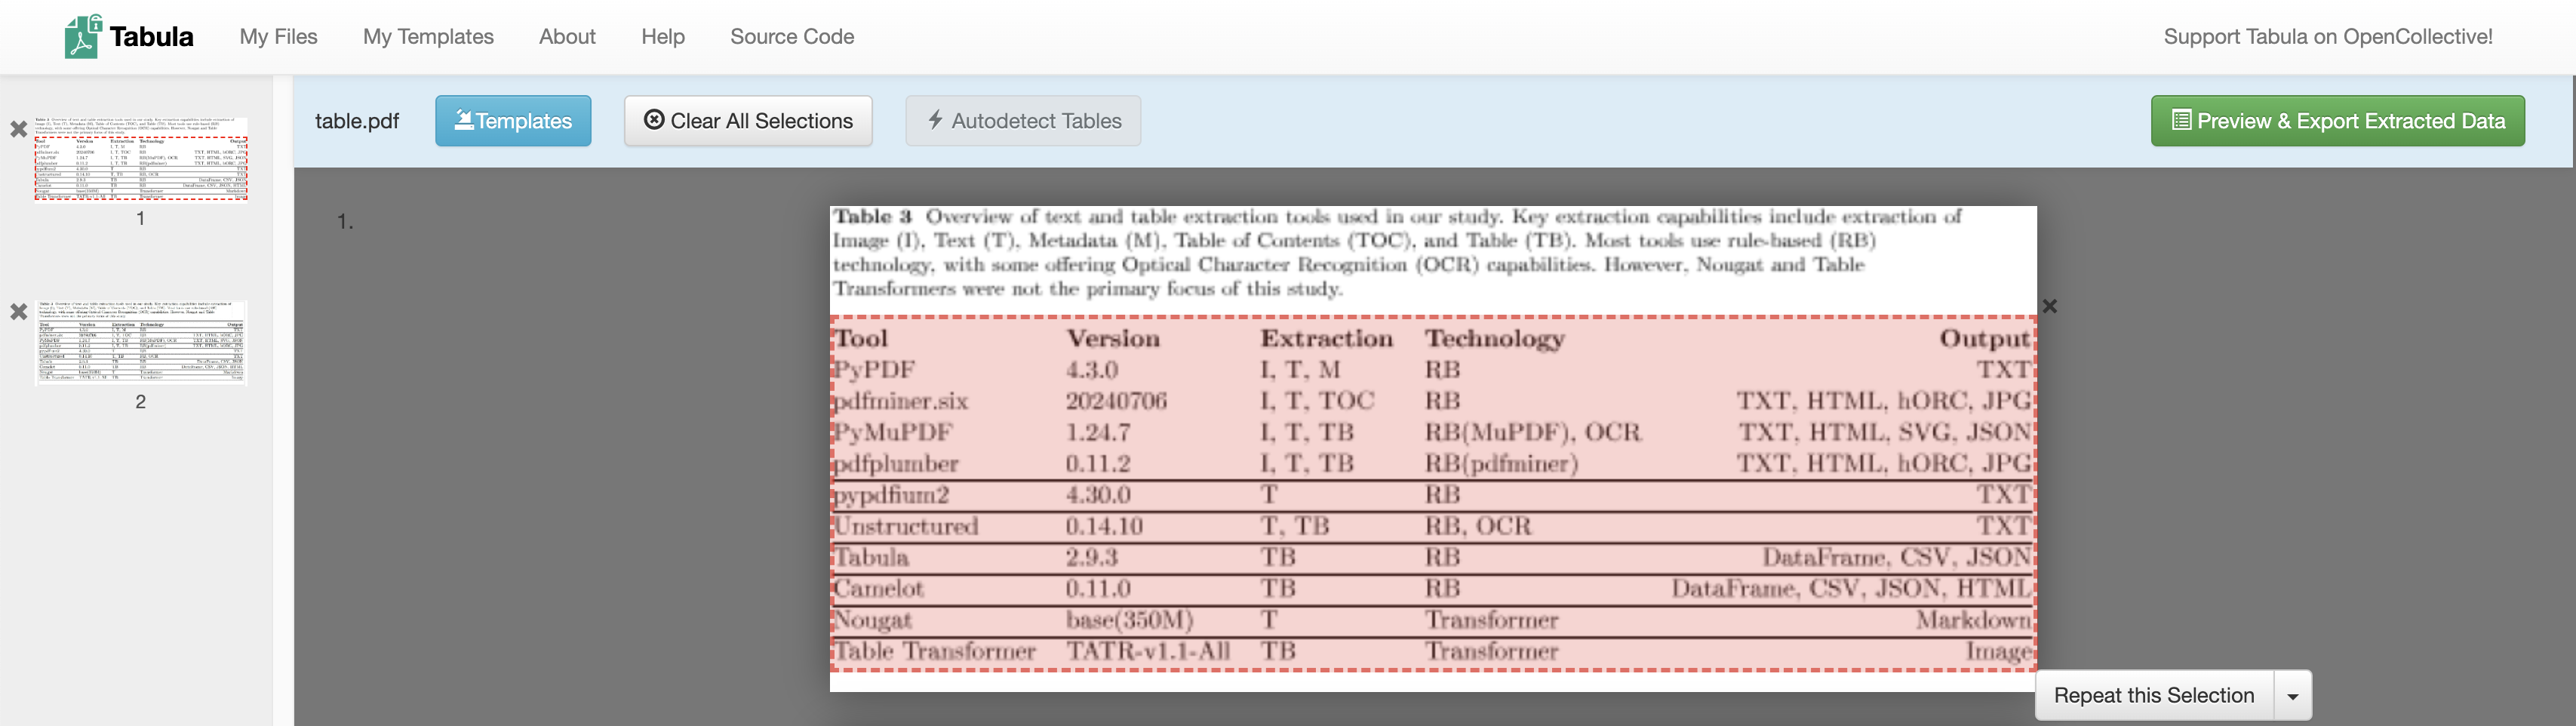 Tabula My Files My Templates About Help Source Code Support Tabula on OpenCollective!
table.pdf Templates Clear All Selections Autodetect Tables Preview & Export Extracted Data
1
2
1.
Table 3 Overview of text and table extraction tools used in our study. Key extraction capabilities include extraction of
Image (I), Text (T), Metadata (M), Table of Contents (TOC), and Table (TB). Most tools use rule-based (RB)
technology, with some offering Optical Character Recognition (OCR) capabilities. However, Nougat and Table
Transformers were not the primary focus of this study.
Tool Version Extraction Technology Output
PyPDF 4.3.0 I, T, M RB TXT
pdfminer.six 20240706 I, T, TOC RB TXT, HTML, hORC, JPG
PyMuPDF 1.24.7 I, T, TB RB(MuPDF), OCR TXT, HTML, SVG, JSON
pdfplumber 0.11.2 I, T, TB RB(pdfminer) TXT, HTML, hORC, JPG
pypdfium2 4.30.0 T RB TXT
Unstructured 0.14.10 T, TB RB, OCR TXT
Tabula 2.9.3 TB RB DataFrame, CSV, JSON
Camelot 0.11.0 TB RB DataFrame, CSV, JSON, HTML
Nougat base(350M) T Transformer Markdown
Table Transformer TATR-v1.1-All TB Transformer Image
Repeat this Selection